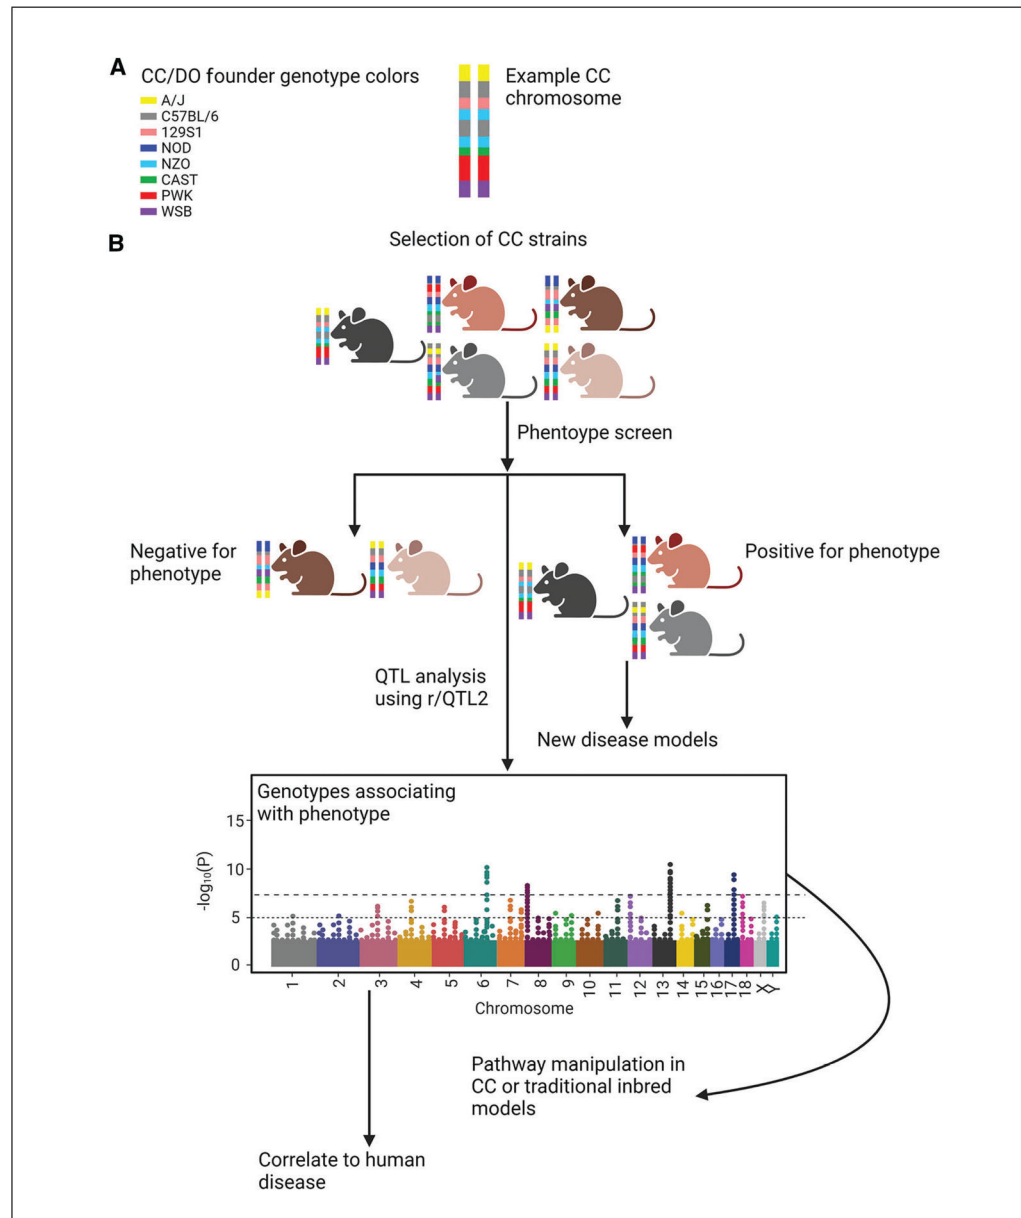 A
CC/DO founder genotype colors
A/J
C57BL/6
129S1
NOD
NZO
CAST
PWK
WSB
Example CC
chromosome
B
Selection of CC strains
Phentoype screen
Negative for
phenotype
Positive for phenotype
QTL analysis
using r/QTL2
New disease models
Genotypes associating
with phenotype
-log10(P)
15
10
5
0
1 2 3 4 5 6 7 8 9 10 11 12 13 14 15 16 17 18 X Y
Chromosome
Pathway manipulation in
CC or traditional inbred
models
Correlate to human
disease